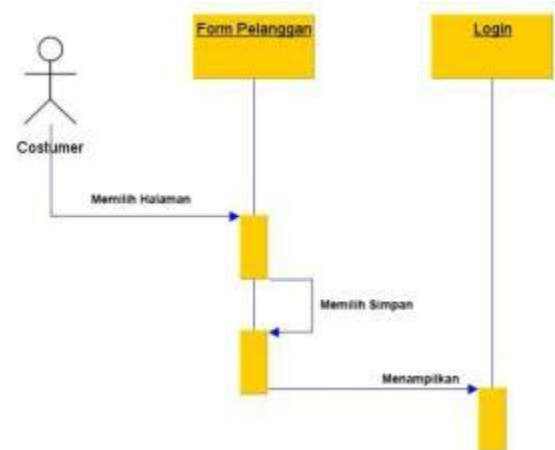 Form Pelanggan
Login
Costumer
Memilih Halaman
Memilih Simpan
Menampilkan